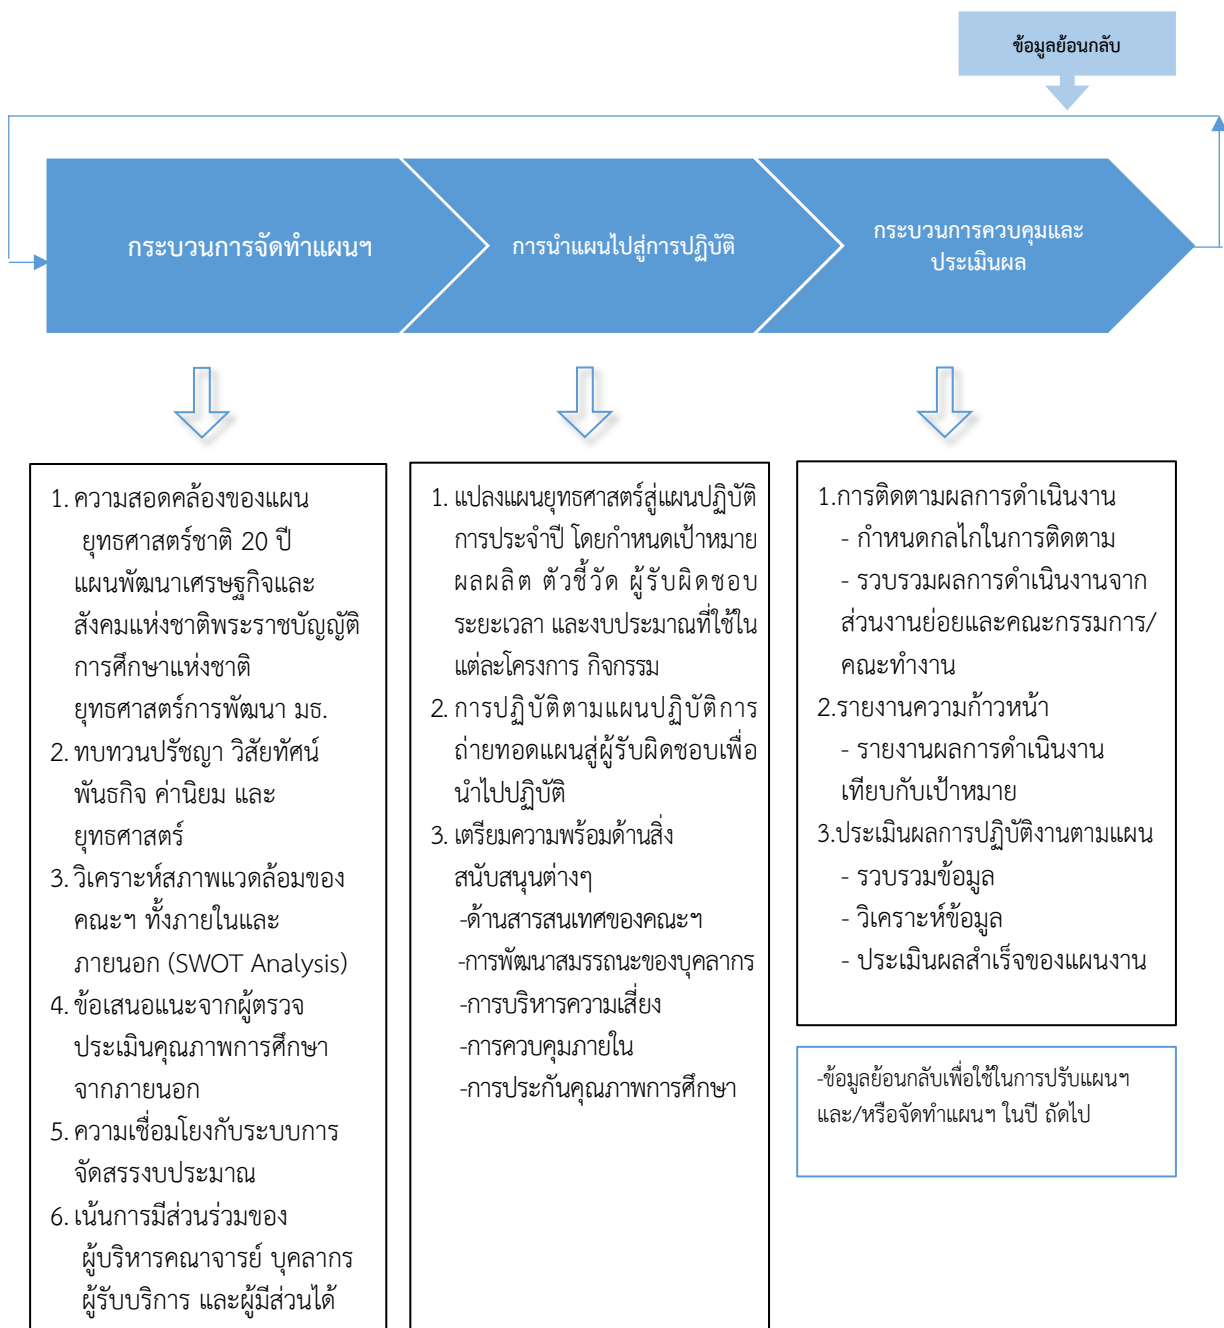 ข้อมูลย้อนกลับ
กระบวนการจัดทำแผนฯ
การนำแผนไปสู่การปฏิบัติ
กระบวนการควบคุมและ
ประเมินผล
1. ความสอดคล้องของแผน
ยุทธศาสตร์ชาติ 20 ปี
แผนพัฒนาเศรษฐกิจและ
สังคมแห่งชาติพระราชบัญญัติ
การศึกษาแห่งชาติ
ยุทธศาสตร์การพัฒนา มธ.
2. ทบทวนปรัชญา วิสัยทัศน์
พันธกิจ ค่านิยม และ
ยุทธศาสตร์
3. วิเคราะห์สภาพแวดล้อมของ
คณะฯ ทั้งภายในและ
ภายนอก (SWOT Analysis)
4. ข้อเสนอแนะจากผู้ตรวจ
ประเมินคุณภาพการศึกษา
จากภายนอก
5. ความเชื่อมโยงกับระบบการ
จัดสรรงบประมาณ
6. เน้นการมีส่วนร่วมของ
ผู้บริหารคณาจารย์ บุคลากร
ผู้รับบริการ และผู้มีส่วนได้
1. แปลงแผนยุทธศาสตร์สู่แผนปฏิบัติ
การประจำปี โดยกำหนดเป้าหมาย
ผลผลิต ตัวชี้วัด ผู้รับผิดชอบ
ระยะเวลา และงบประมาณที่ใช้ใน
แต่ละโครงการ กิจกรรม
2. การปฏิบัติตามแผนปฏิบัติการ
ถ่ายทอดแผนสู่ผู้รับผิดชอบเพื่อ
นำไปปฏิบัติ
3. เตรียมความพร้อมด้านสิ่ง
สนับสนุนต่างๆ
-ด้านสารสนเทศของคณะฯ
-การพัฒนาสมรรถนะของบุคลากร
-การบริหารความเสี่ยง
-การควบคุมภายใน
-การประกันคุณภาพการศึกษา
1.การติดตามผลการดำเนินงาน
- กำหนดกลไกในการติดตาม
- รวบรวมผลการดำเนินงานจาก
ส่วนงานย่อยและคณะกรรมการ/
คณะทำงาน
2.รายงานความก้าวหน้า
- รายงานผลการดำเนินงาน
เทียบกับเป้าหมาย
3.ประเมินผลการปฏิบัติงานตามแผน
- รวบรวมข้อมูล
- วิเคราะห์ข้อมูล
- ประเมินผลสำเร็จของแผนงาน
-ข้อมูลย้อนกลับเพื่อใช้ในการปรับแผนฯ
และ/หรือจัดทำแผนฯ ในปี ถัดไป